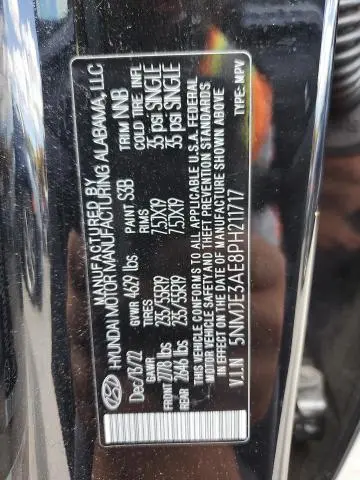 MANUFACTURED BY
HYUNDAI MOTOR MANUFACTURING ALABAMA, LLC
Dec/13/22 GVWR 4629 lbs PAINT S3B TRIM NNB
GAWR TIRES RIMS COLD TIRE INFL
FRONT 2778 lbs 235/55R19 7.5JX19 35 psi SINGLE
REAR 2646 lbs 235/55R19 7.5JX19 35 psi SINGLE
THIS VEHICLE CONFORMS TO ALL APPLICABLE U.S.A. FEDERAL
MOTOR VEHICLE SAFETY, BUMPER, AND THEFT PREVENTION STANDARDS
IN EFFECT ON THE DATE OF MANUFACTURE SHOWN ABOVE.
V.I.N 5NMJE3AE8PH211717 TYPE: MPV